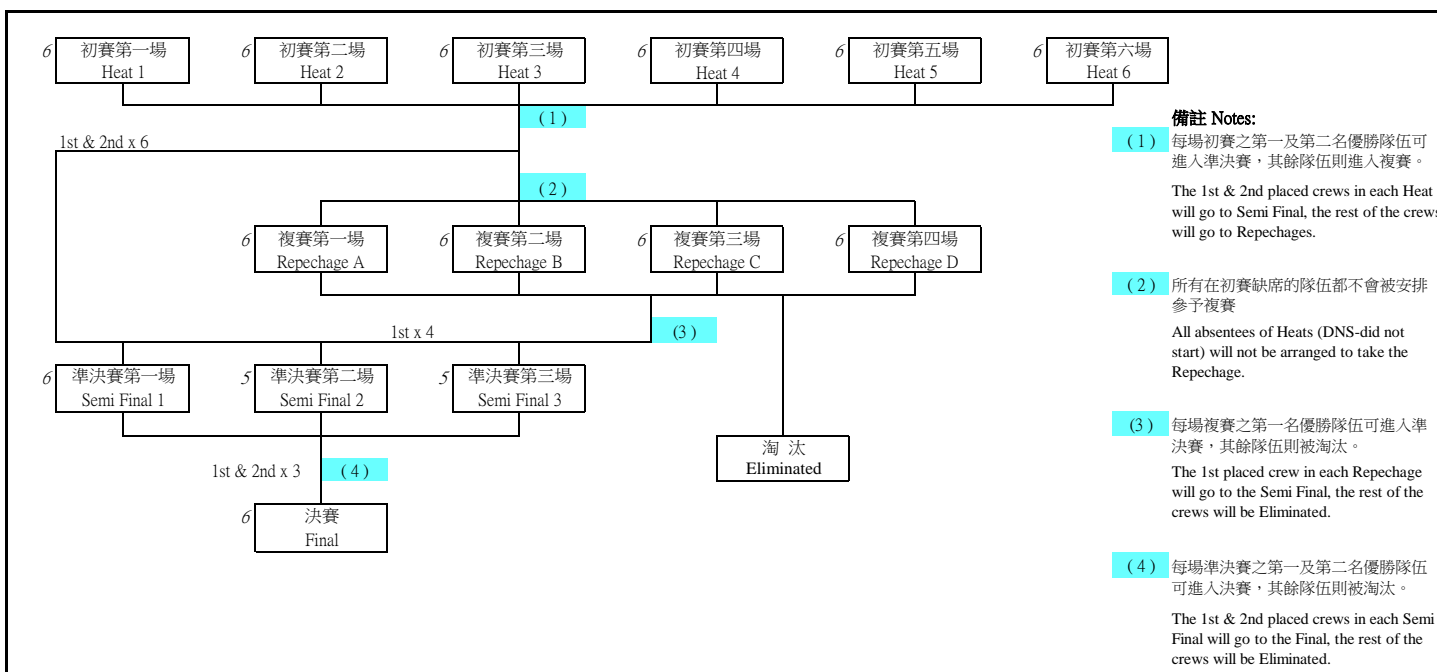 6 初賽第一場 6 初賽第二場 6 初賽第三場 6 初賽第四場 6 初賽第五場 6 初賽第六場
Heat 1 Heat 2 Heat 3 Heat 4 Heat 5 Heat 6
( 1 )
1st & 2nd x 6
( 2 )
6 複賽第一場 6 複賽第二場 6 複賽第三場 6 複賽第四場
Repechage A Repechage B Repechage C Repechage D
1st x 4 (3 )
6 準決賽第一場 5 準決賽第二場 5 準決賽第三場
Semi Final 1 Semi Final 2 Semi Final 3
淘 汰
Eliminated
1st & 2nd x 3 ( 4 )
6 決賽
Final
備註 Notes:
( 1 ) 每場初賽之第一及第二名優勝隊伍可
進入準決賽，其餘隊伍則進入複賽。
The 1st & 2nd placed crews in each Heat
will go to Semi Final, the rest of the crews
will go to Repechages.
( 2 ) 所有在初賽缺席的隊伍都不會被安排
參予複賽
All absentees of Heats (DNS-did not
start) will not be arranged to take the
Repechage.
(3 ) 每場複賽之第一名優勝隊伍可進入準
決賽，其餘隊伍則被淘汰。
The 1st placed crew in each Repechage
will go to the Semi Final, the rest of the
crews will be Eliminated.
( 4 ) 每場準決賽之第一及第二名優勝隊伍
可進入決賽，其餘隊伍則被淘汰。
The 1st & 2nd placed crews in each Semi
Final will go to the Final, the rest of the
crews will be Eliminated.